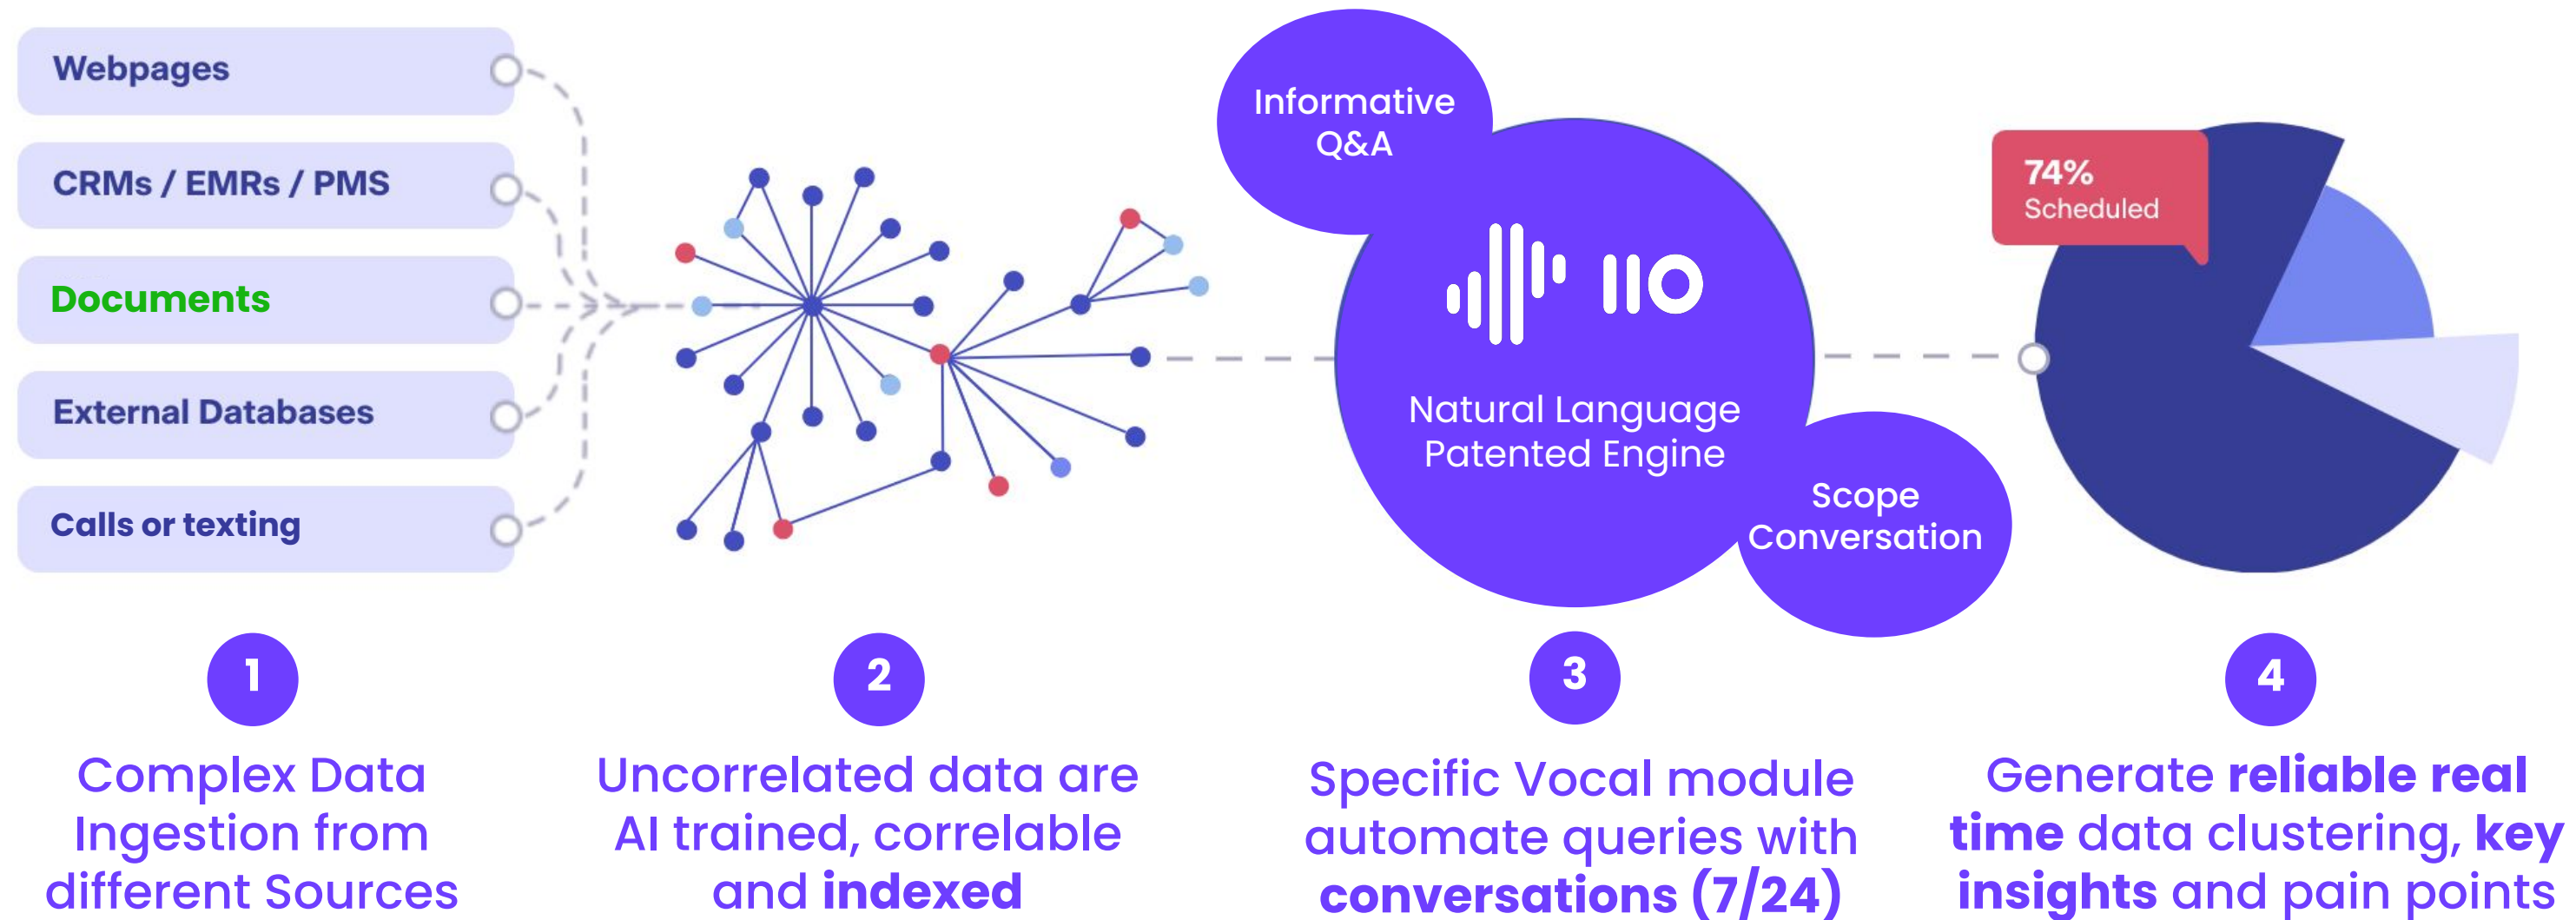 Webpages
CRMs / EMRs / PMS
Documents
External Databases
Calls or texting
Informative
Q&A
Natural Language
Patented Engine
Scope
Conversation
74%
Scheduled
1
Complex Data
Ingestion from
different Sources
2
Uncorrelated data are
AI trained, correlable
and indexed
3
Specific Vocal module
automate queries with
conversations (7/24)
4
Generate reliable real
time data clustering, key
insights and pain points